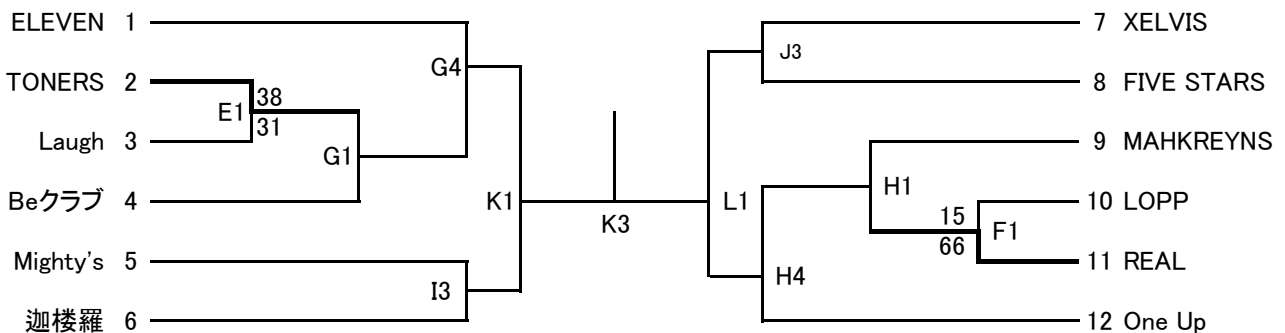 ELEVEN 1
TONERS 2
Laugh 3
Beクラブ 4
Mighty's 5
迦楼羅 6
E1
38
31
G1
G4
I3
K1
K3
L1
J3
H1
H4
15
66
F1
7 XELVIS
8 FIVE STARS
9 MAHKREYNS
10 LOPP
11 REAL
12 One Up